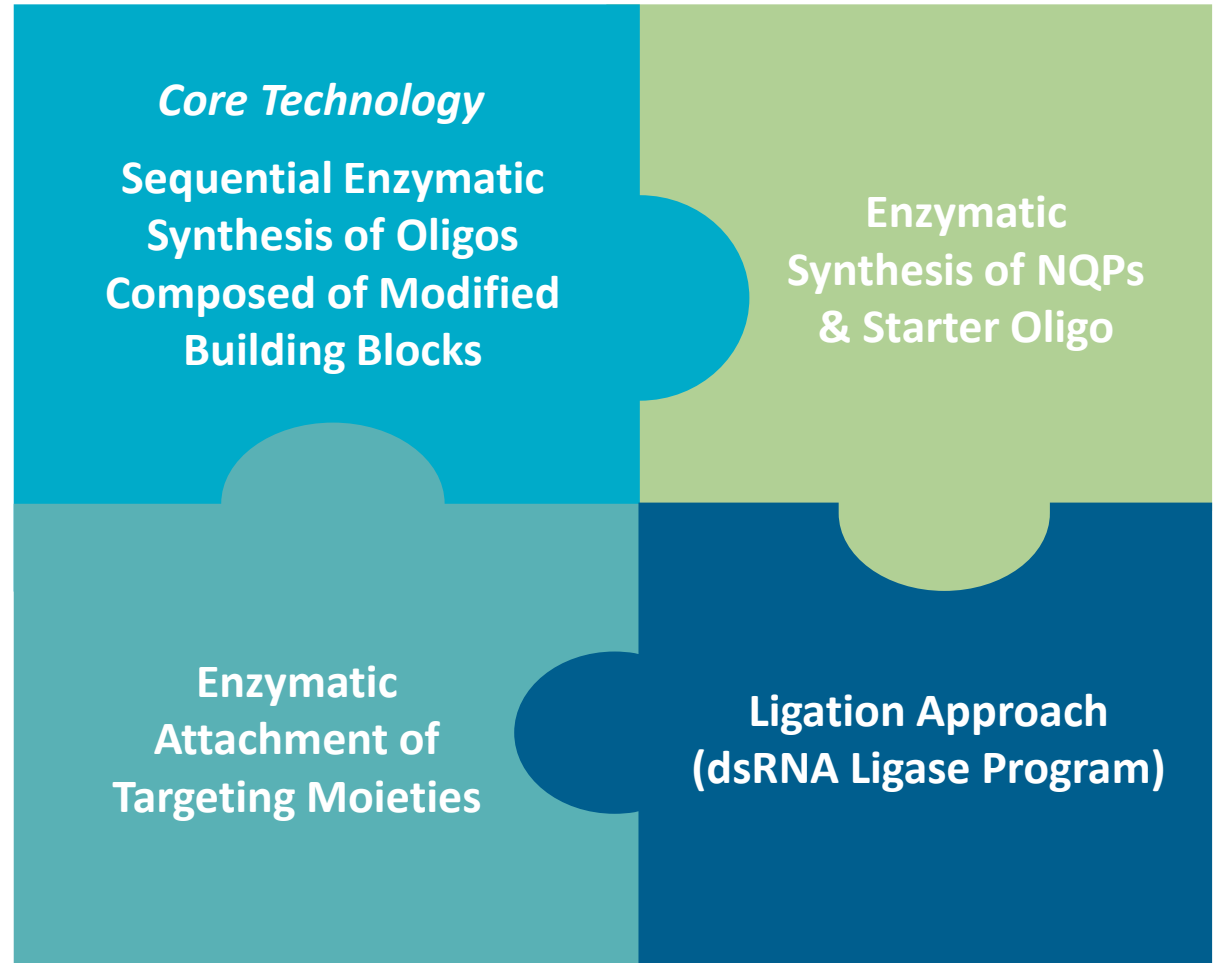 Core Technology
Sequential Enzymatic
Synthesis of Oligos
Composed of Modified
Building Blocks
Enzymatic
Synthesis of NQPs
& Starter Oligo
Enzymatic
Attachment of
Targeting Moieties
Ligation Approach
(dsRNA Ligase Program)